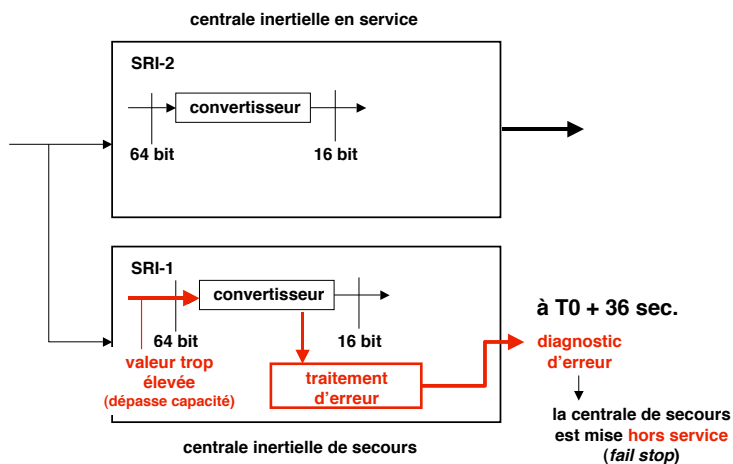 centrale inertielle en service
SRI-2
convertisseur
64 bit
16 bit
SRI-1
convertisseur
64 bit
16 bit
valeur trop
élevée
(dépasse capacité)
traitement
d'erreur
centrale inertielle de secours
à T0 + 36 sec.
diagnostic
d'erreur
la centrale de secours
est mise hors service
(fail stop)